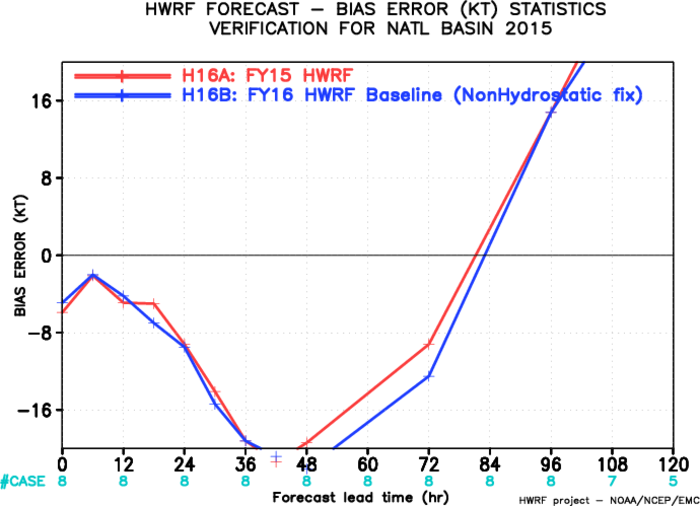 HWRF FORECAST – BIAS ERROR (KT) STATISTICS
VERIFICATION FOR NATL BASIN 2015
H16A: FY15 HWRF
H16B: FY16 HWRF Baseline (NonHydrostatic fix)
16
8
0
-8
-16
BIAS ERROR (KT)
0 12 24 36 48 60 72 84 96 108 120
#CASE 8 8 8 8 8 8 8 8 8 7 5
Forecast lead time (hr)
HWRF project – NOAA/NCEP/EMC